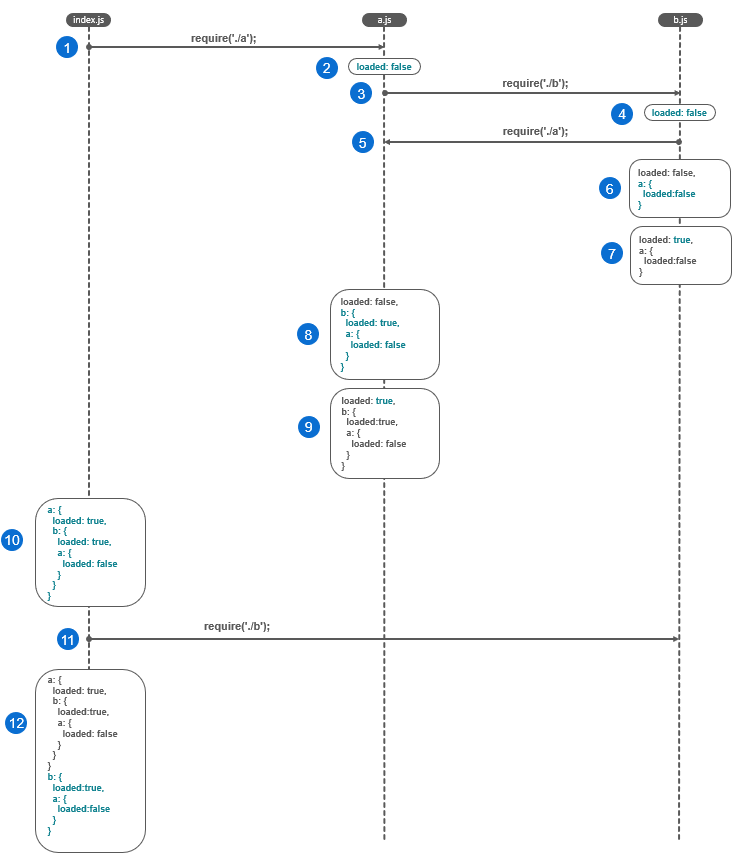 index.js
a.js
b.js
1
require('./a');
2
loaded: false
3
require('./b');
4
loaded: false
5
require('./a');
6
loaded: false,
a: {
loaded:false
}
7
loaded: true,
a: {
loaded:false
}
8
loaded: false,
b: {
loaded: true,
a: {
loaded: false
}
}
9
loaded: true,
b: {
loaded:true,
a: {
loaded: false
}
}
10
a: {
loaded: true,
b: {
loaded: true,
a: {
loaded: false
}
}
}
11
require('./b');
12
a: {
loaded: true,
b: {
loaded:true,
a: {
loaded: false
}
}
}
b: {
loaded:true,
a: {
loaded:false
}
}